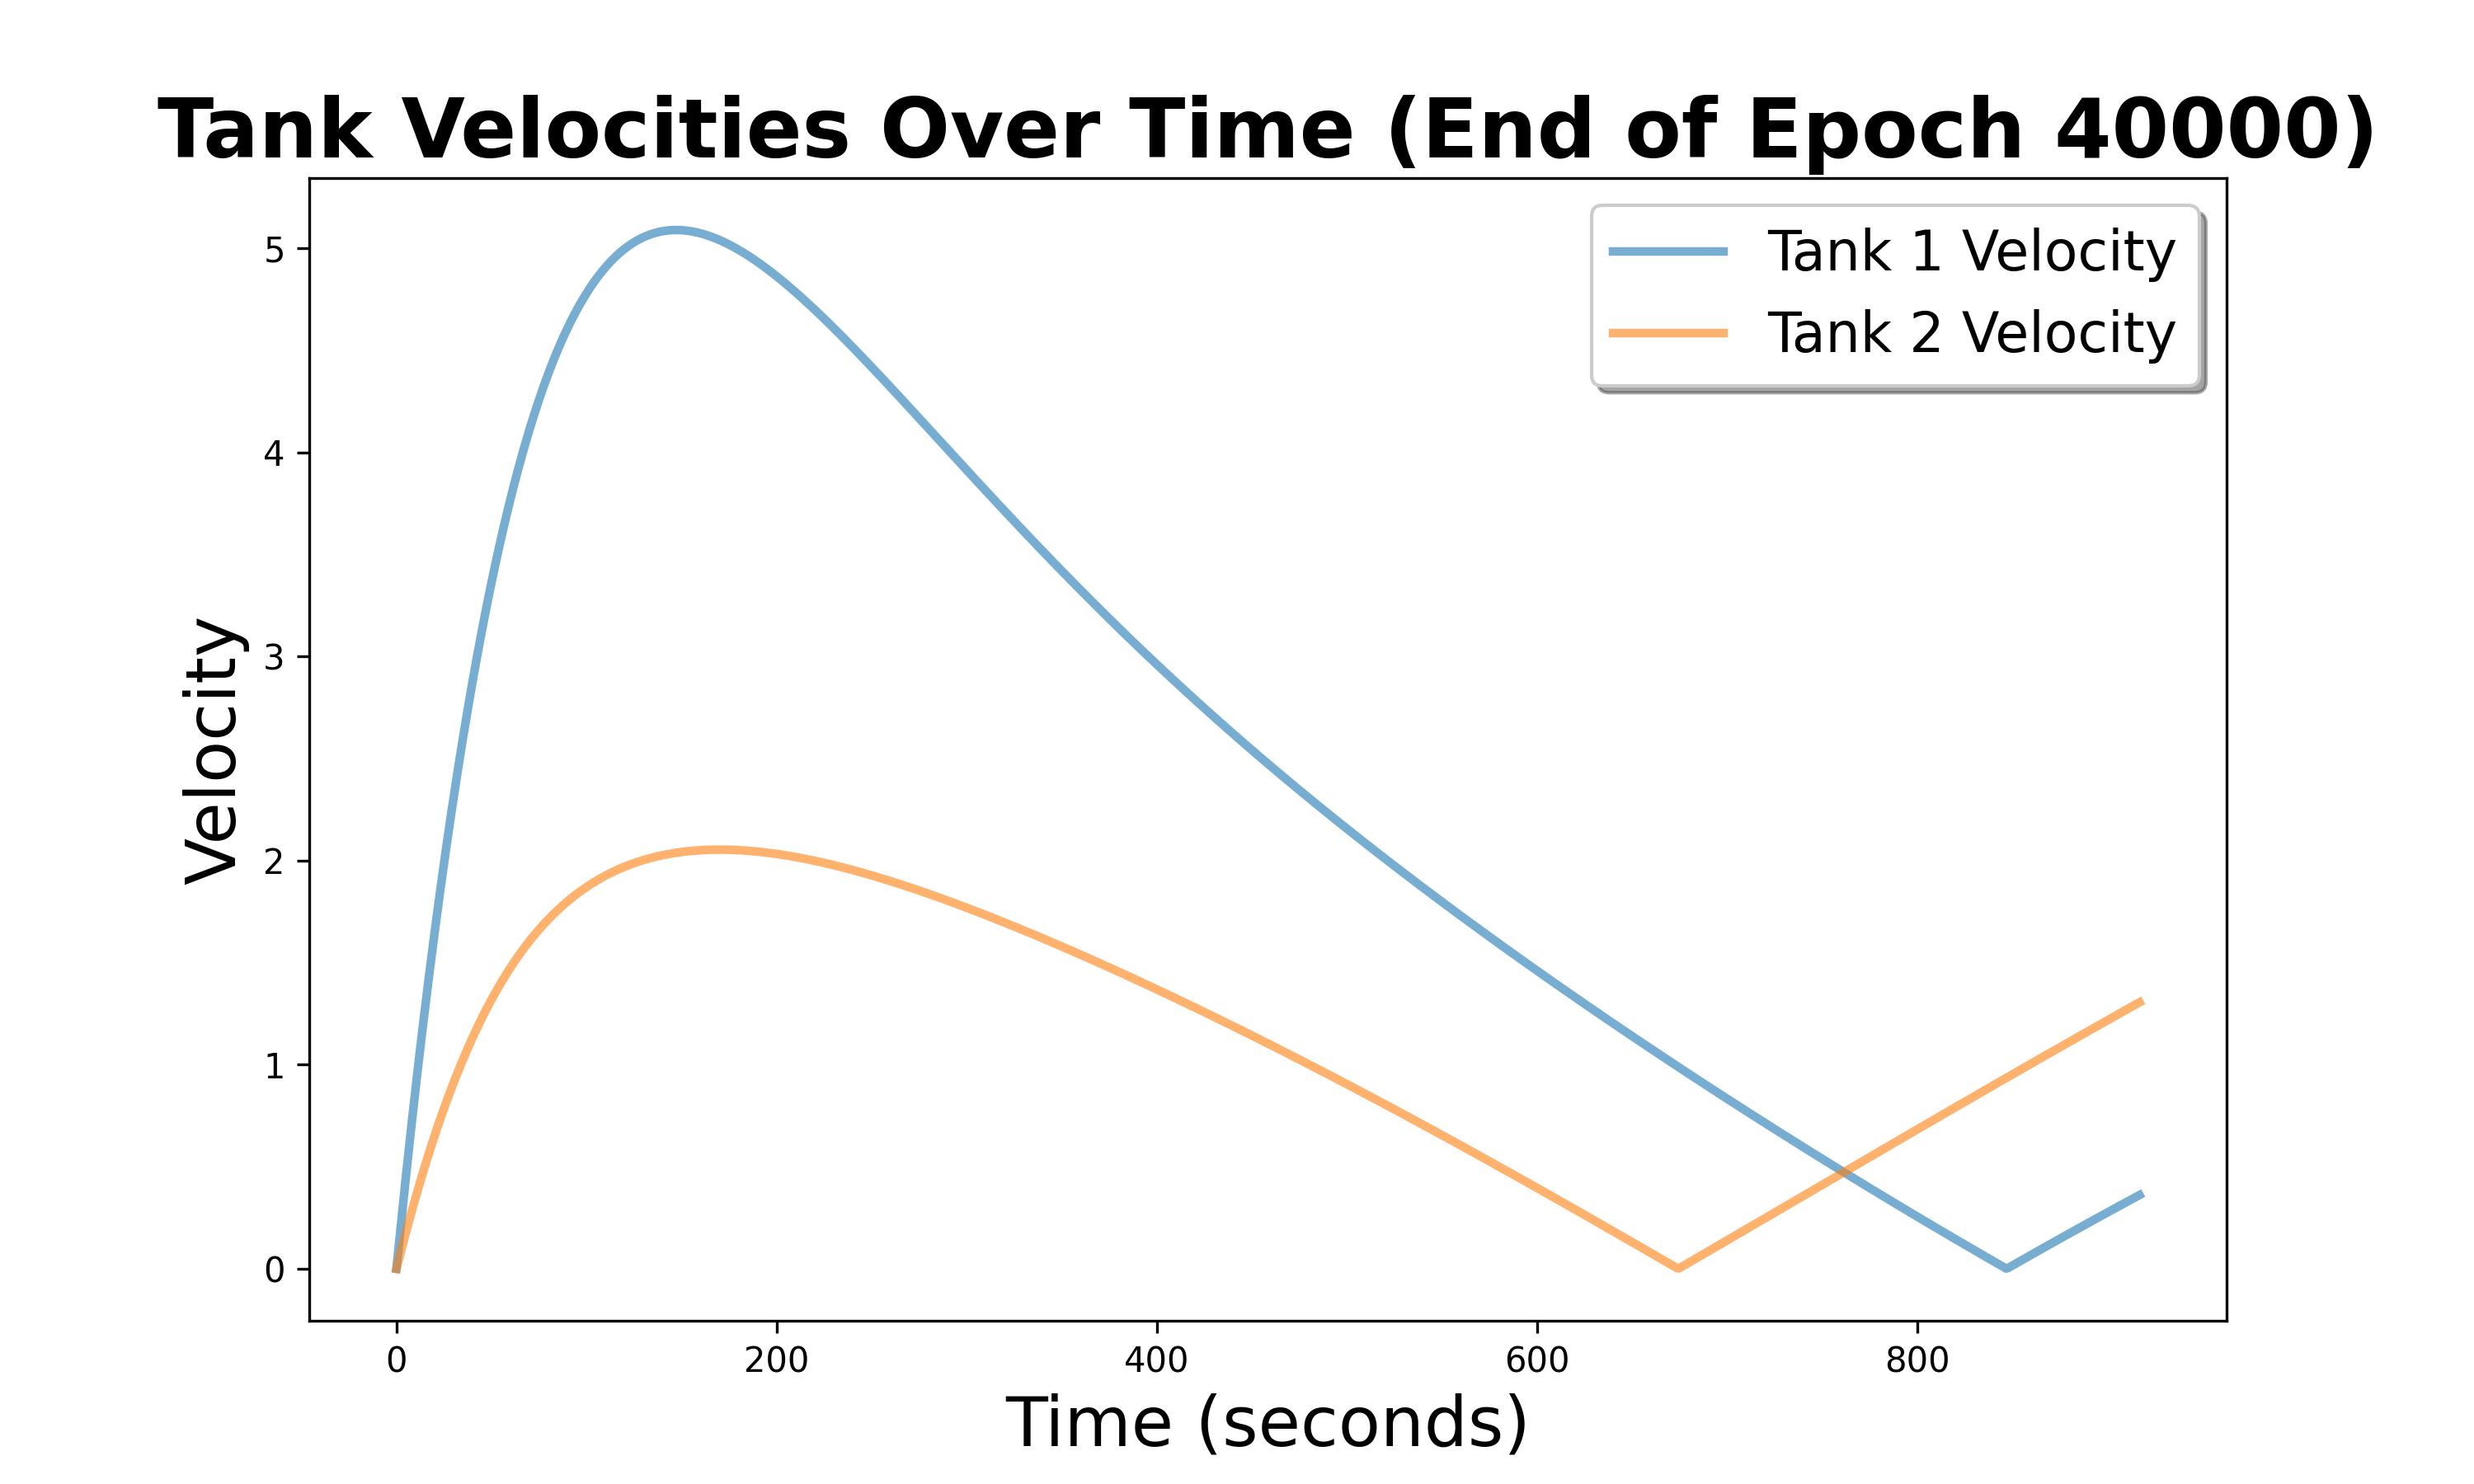 Tank Velocities Over Time (End of Epoch 40000)
Tank 1 Velocity
Tank 2 Velocity
Velocity
5
4
3
2
1
0
0 200 400 600 800
Time (seconds)